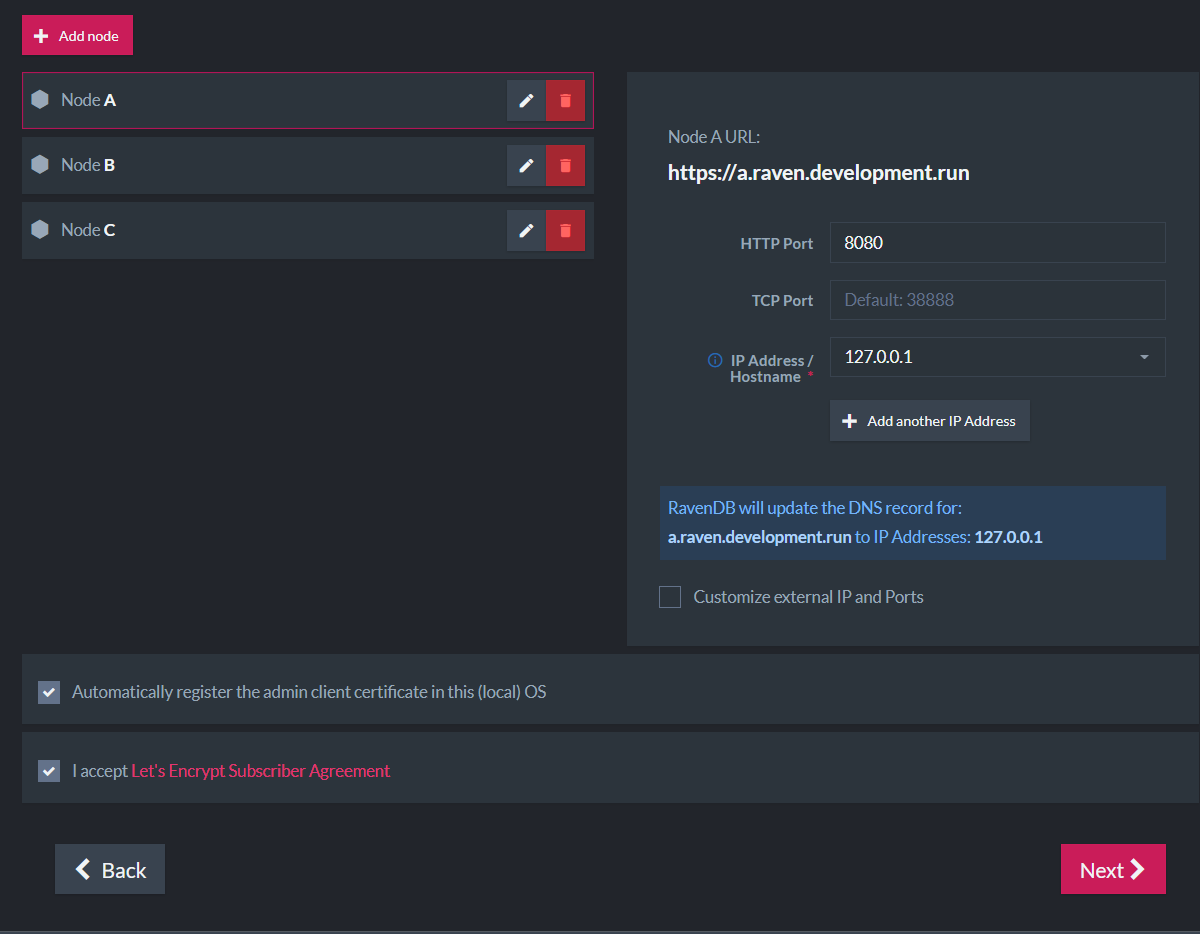 Add node
Node A
Node B
Node C
Node A URL:
https://a.raven.development.run
HTTP Port 8080
TCP Port Default: 38888
IP Address / Hostname * 127.0.0.1
Add another IP Address
RavenDB will update the DNS record for:
a.raven.development.run to IP Addresses: 127.0.0.1
Customize external IP and Ports
Automatically register the admin client certificate in this (local) OS
I accept Let's Encrypt Subscriber Agreement
Back
Next